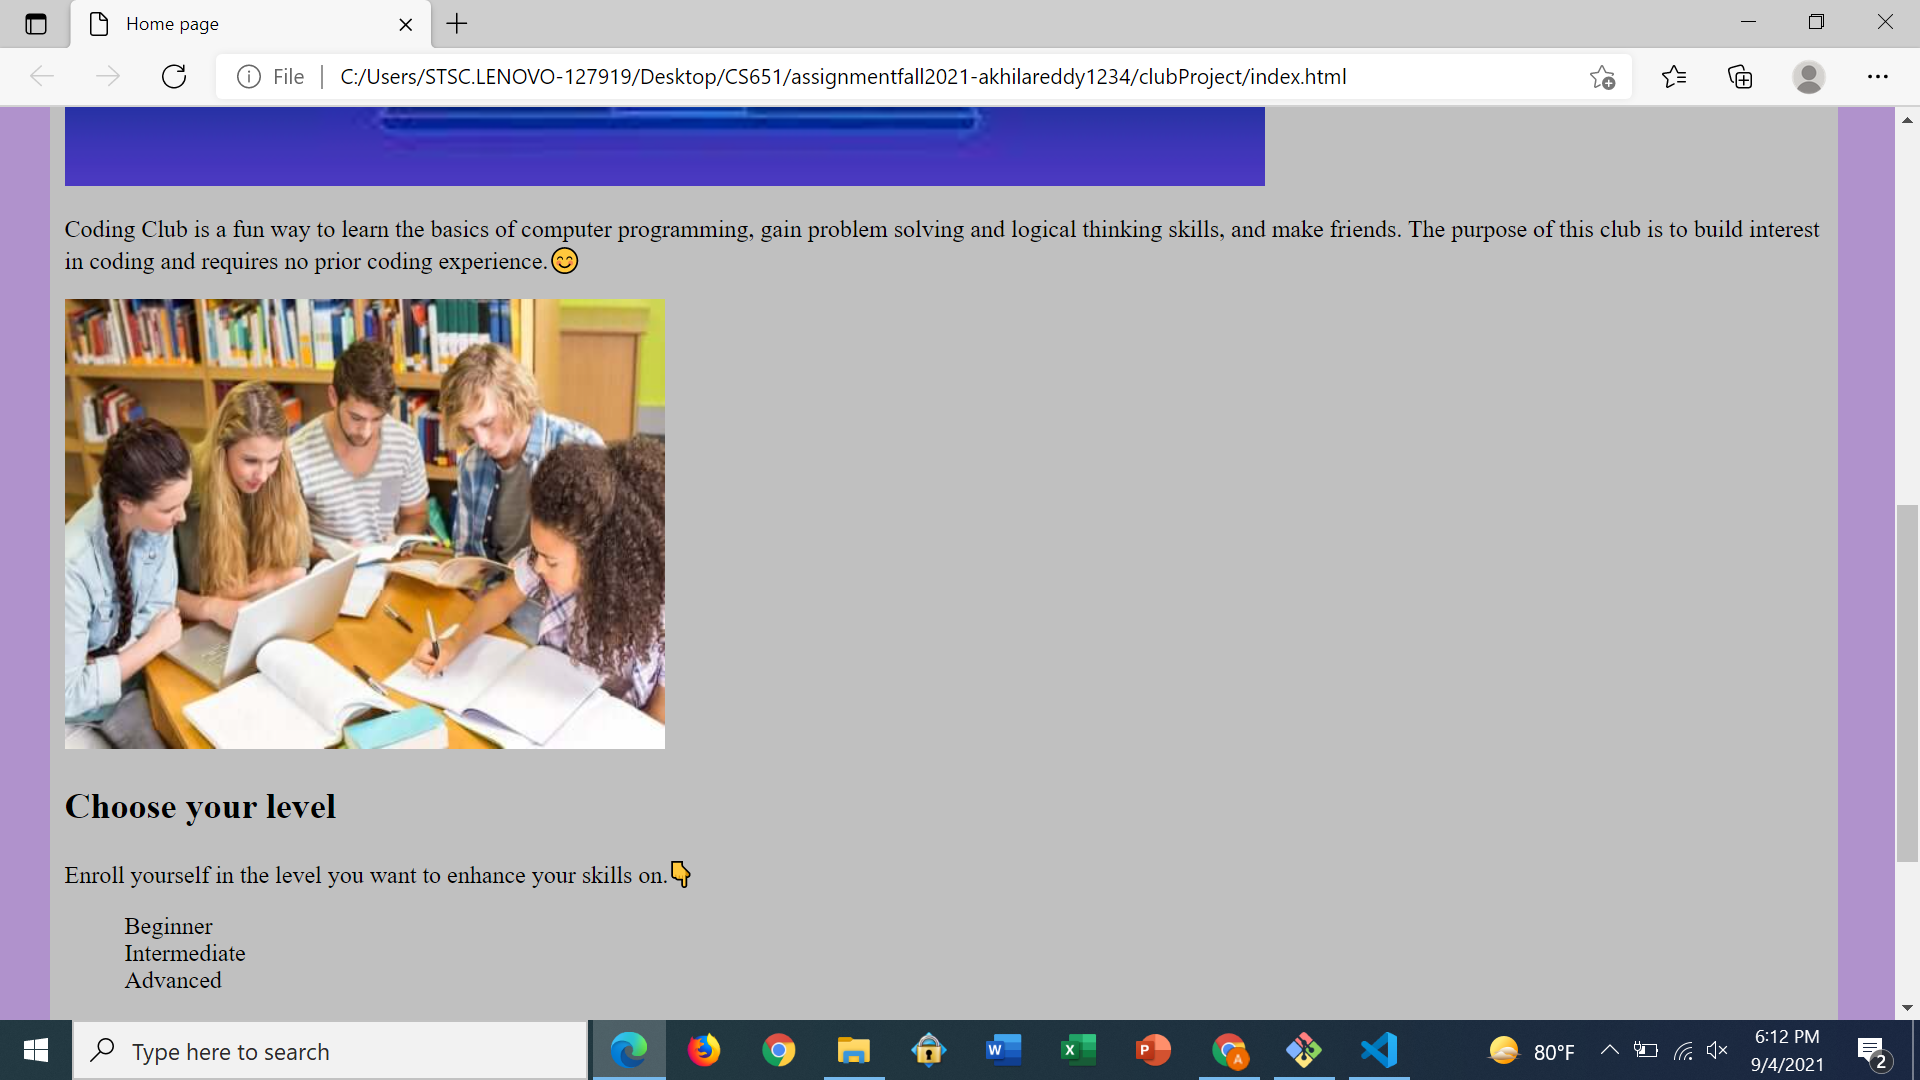 Home page
File
C:/Users/STSC.LENOVO-127919/Desktop/CS651/assignmentfall2021-akhilareddy1234/clubProject/index.html
Coding Club is a fun way to learn the basics of computer programming, gain problem solving and logical thinking skills, and make friends. The purpose of this club is to build interest
in coding and requires no prior coding experience.😊
Choose your level
Enroll yourself in the level you want to enhance your skills on.👇
Beginner
Intermediate
Advanced
Type here to search
W
X
P
A
80°F
6:12 PM
9/4/2021
2